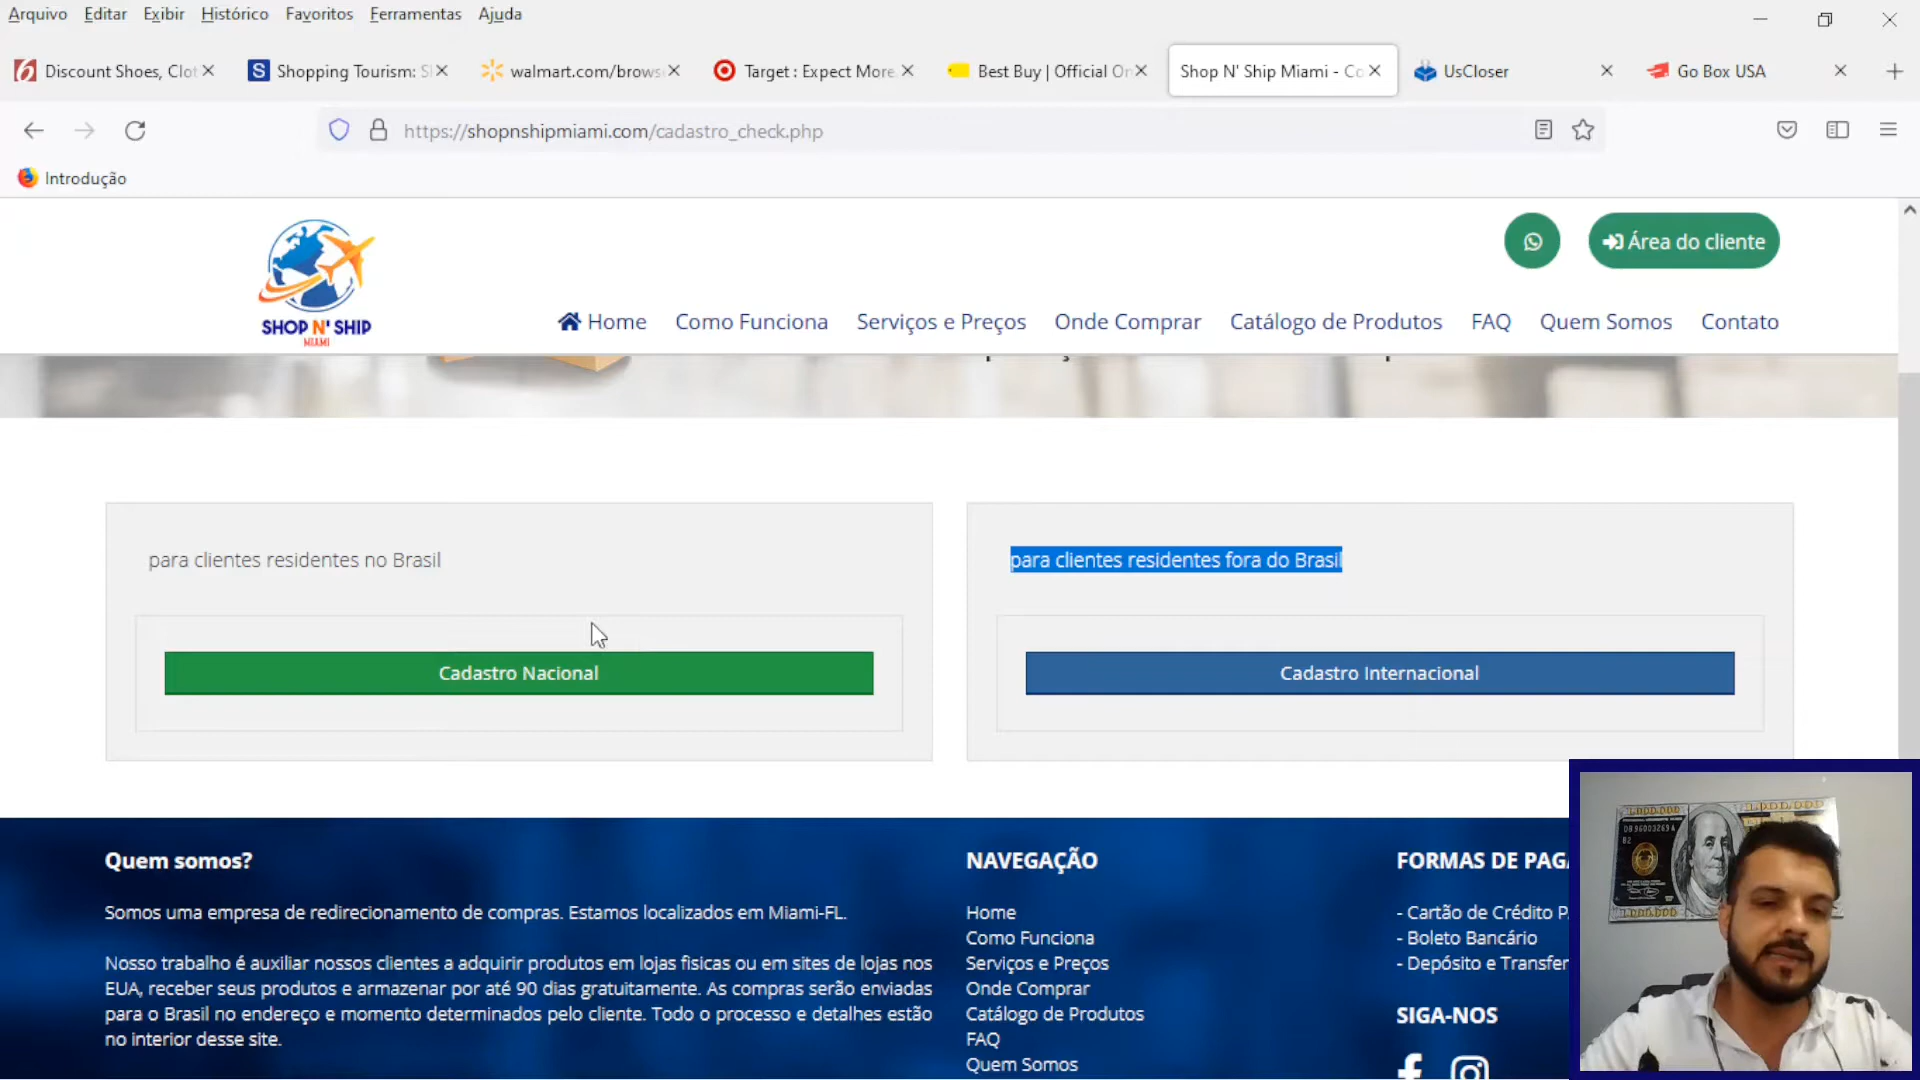 Arquivo Editar Exibir Histórico Favoritos Ferramentas Ajuda
Discount Shoes, Clot
Shopping Tourism: S
walmart.com/brows
Target : Expect More
Best Buy | Official On
Shop N' Ship Miami - Co
UsCloser
Go Box USA
https://shopnshipmiami.com/cadastro_check.php
Introdução
SHOP N' SHIP
MIAMI
Área do cliente
Home Como Funciona Serviços e Preços Onde Comprar Catálogo de Produtos FAQ Quem Somos Contato
para clientes residentes no Brasil
Cadastro Nacional
para clientes residentes fora do Brasil
Cadastro Internacional
Quem somos?
Somos uma empresa de redirecionamento de compras. Estamos localizados em Miami-FL.
Nosso trabalho é auxiliar nossos clientes a adquirir produtos em lojas fisicas ou em sites de lojas nos
EUA, receber seus produtos e armazenar por até 90 dias gratuitamente. As compras serão enviadas
para o Brasil no endereço e momento determinados pelo cliente. Todo o processo e detalhes estão
no interior desse site.
NAVEGAÇÃO
Home
Como Funciona
Serviços e Preços
Onde Comprar
Catálogo de Produtos
FAQ
Quem Somos
FORMAS DE PAGA
- Cartão de Crédito P
- Boleto Bancário
- Depósito e Transfer
SIGA-NOS